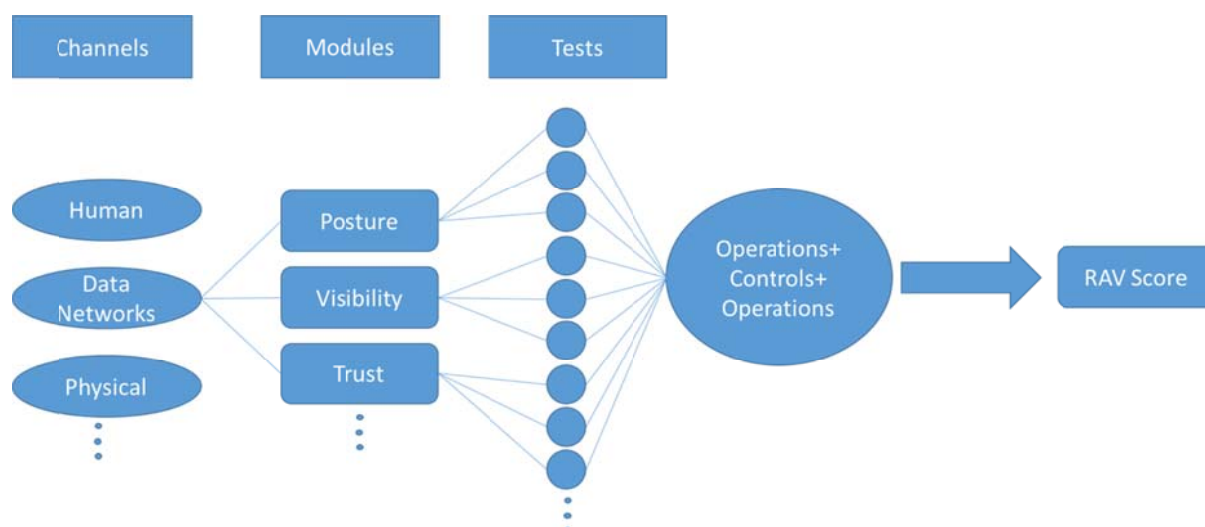 Channels
Modules
Tests
Human
Data
Networks
Physical
Posture
Visibility
Trust
Operations+
Controls+
Operations
RAV Score